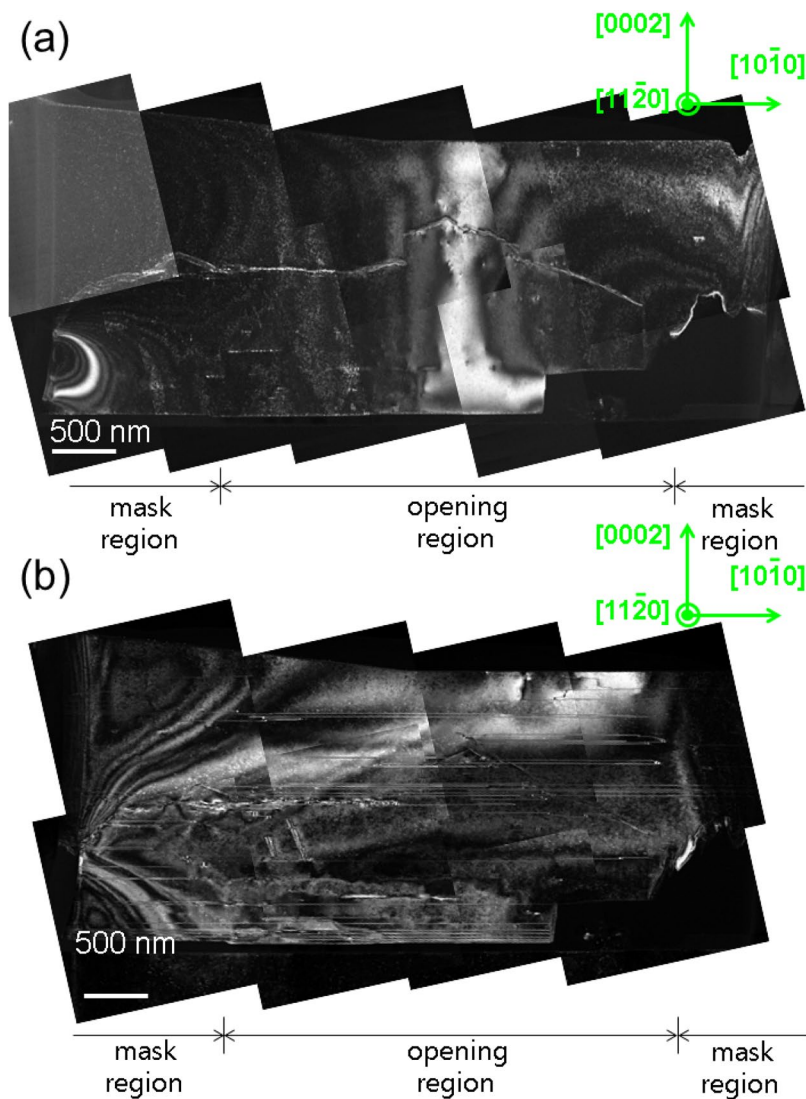 (a)
[0002]
[101̄0]
[112̄0]
500 nm
mask
region
opening
region
mask
region
(b)
[0002]
[101̄0]
[112̄0]
500 nm
mask
region
opening
region
mask
region